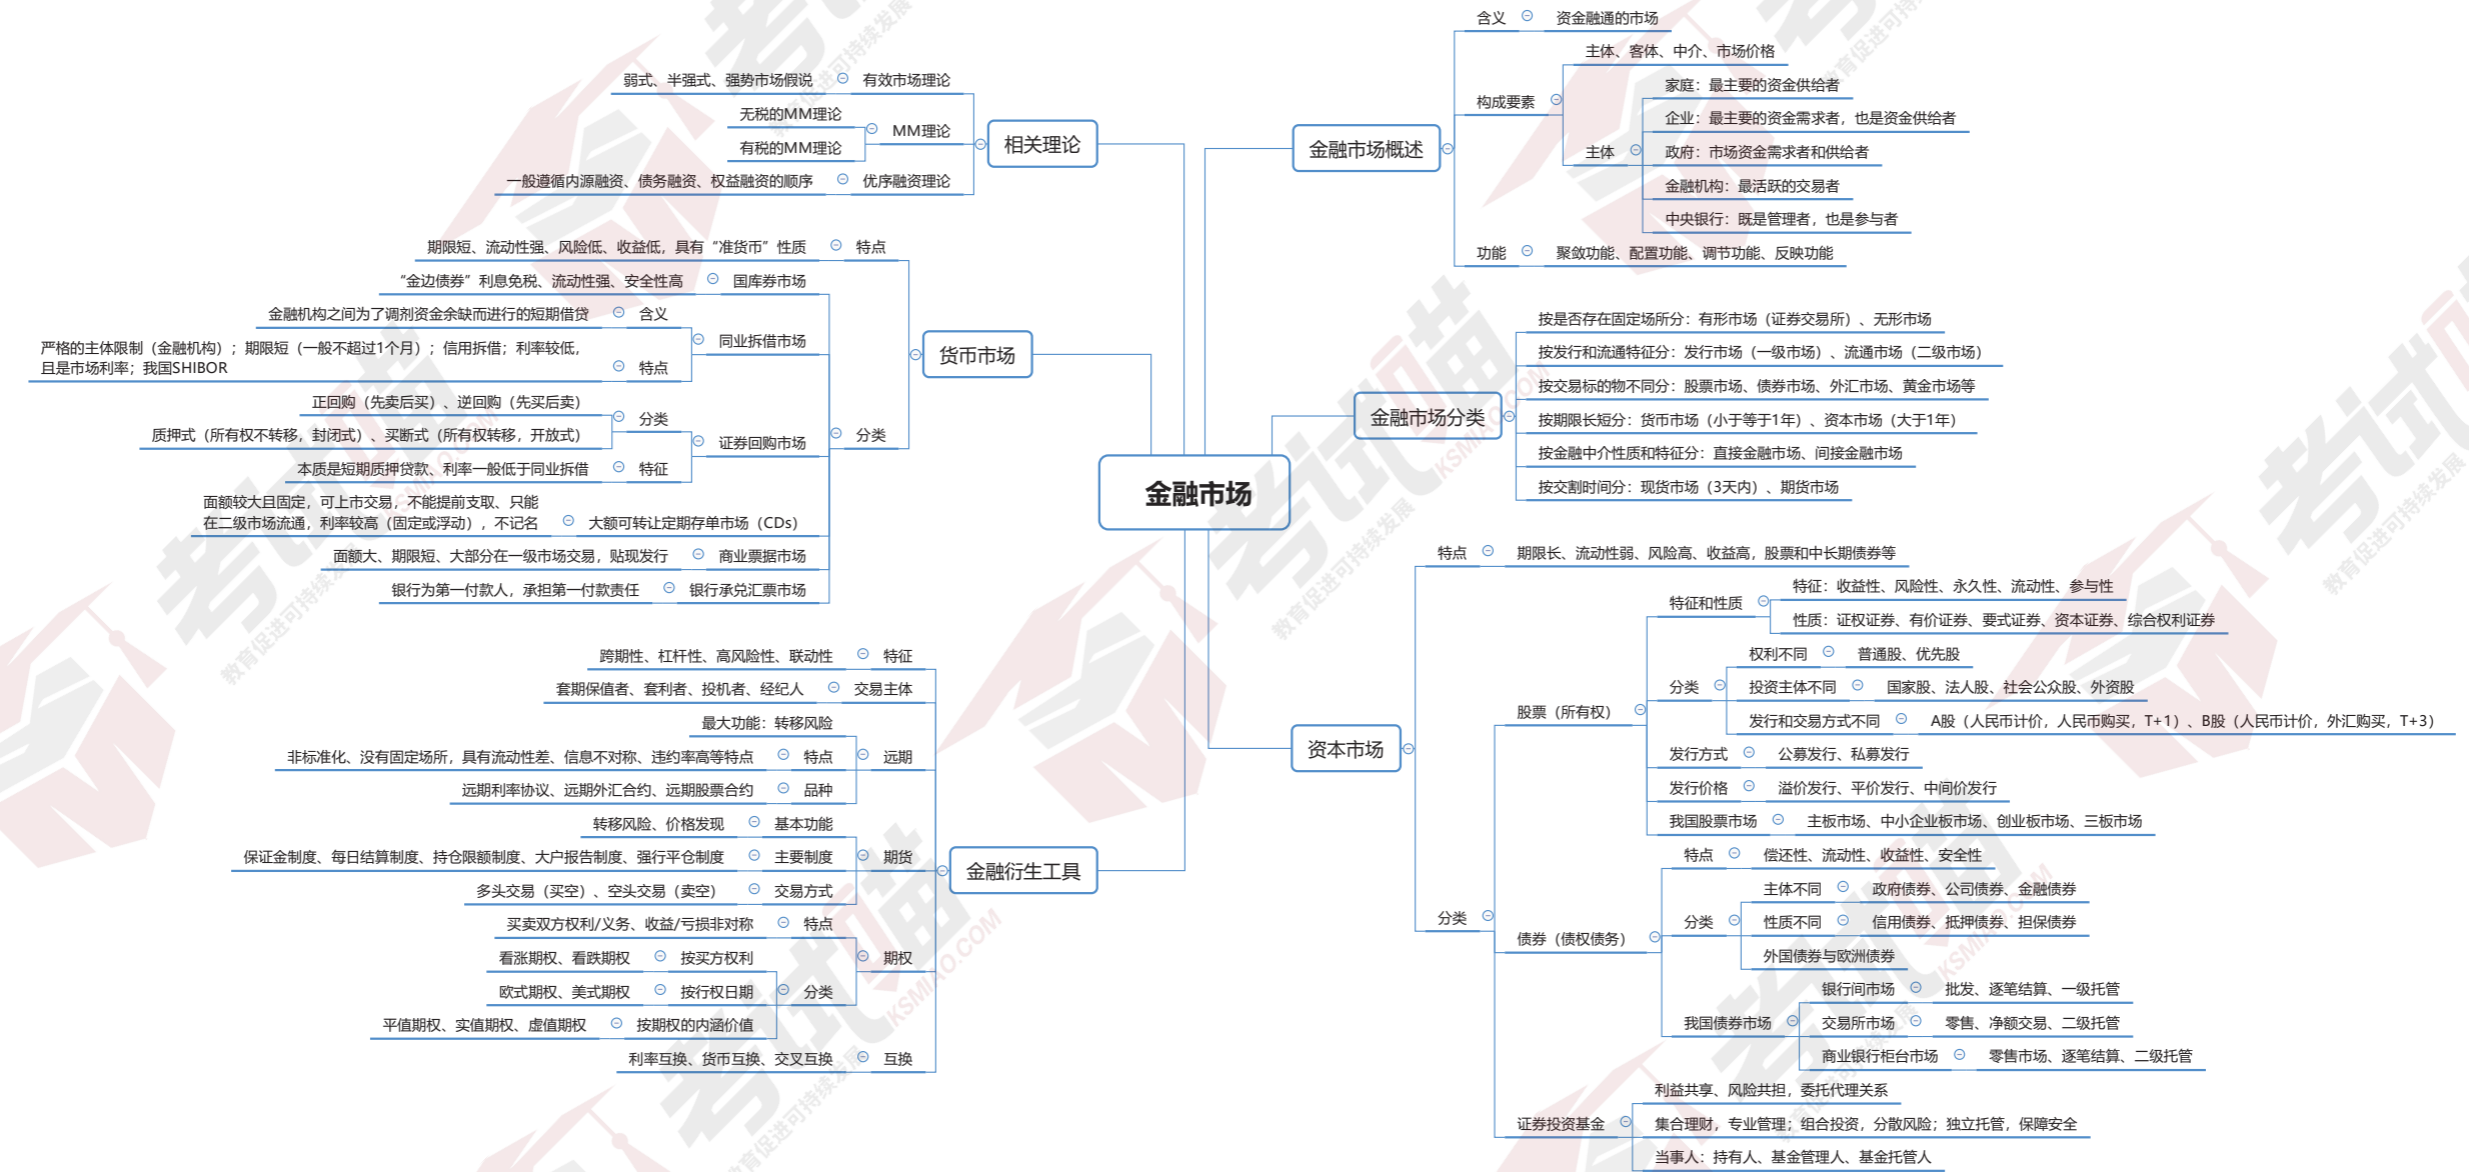 金融市场
金融市场概述
含义
资金融通的市场
构成要素
主体、客体、中介、市场价格
主体
家庭：最主要的资金供给者
企业：最主要的资金需求者，也是资金供给者
政府：市场资金需求者和供给者
金融机构：最活跃的交易者
中央银行：既是管理者，也是参与者
功能
聚敛功能、配置功能、调节功能、反映功能
金融市场分类
按是否存在固定场所分：有形市场（证券交易所）、无形市场
按发行和流通特征分：发行市场（一级市场）、流通市场（二级市场）
按交易标的物不同分：股票市场、债券市场、外汇市场、黄金市场等
按期限长短分：货币市场（小于等于1年）、资本市场（大于1年）
按金融中介性质和特征分：直接金融市场、间接金融市场
按交割时间分：现货市场（3天内）、期货市场
资本市场
特点
期限长、流动性弱、风险高、收益高，股票和中长期债券等
分类
股票（所有权）
特征和性质
特征：收益性、风险性、永久性、流动性、参与性
性质：证权证券、有价证券、要式证券、资本证券、综合权利证券
分类
权利不同
普通股、优先股
投资主体不同
国家股、法人股、社会公众股、外资股
发行和交易方式不同
A股（人民币计价，人民币购买，T+1）、B股（人民币计价，外汇购买，T+3）
发行方式
公募发行、私募发行
发行价格
溢价发行、平价发行、中间价发行
我国股票市场
主板市场、中小企业板市场、创业板市场、三板市场
债券（债权债务）
特点
偿还性、流动性、收益性、安全性
分类
主体不同
政府债券、公司债券、金融债券
性质不同
信用债券、抵押债券、担保债券
外国债券与欧洲债券
我国债券市场
银行间市场
批发、逐笔结算、一级托管
交易所市场
零售、净额交易、二级托管
商业银行柜台市场
零售市场、逐笔结算、二级托管
证券投资基金
利益共享、风险共担，委托代理关系
集合理财，专业管理；组合投资，分散风险；独立托管，保障安全
当事人：持有人、基金管理人、基金托管人
相关理论
有效市场理论
弱式、半强式、强势市场假说
MM理论
无税的MM理论
有税的MM理论
优序融资理论
一般遵循内源融资、债务融资、权益融资的顺序
货币市场
特点
期限短、流动性强、风险低、收益低，具有“准货币”性质
分类
国库券市场
“金边债券”利息免税、流动性强、安全性高
同业拆借市场
含义
金融机构之间为了调剂资金余缺而进行的短期借贷
特点
严格的主体限制（金融机构）；期限短（一般不超过1个月）；信用拆借；利率较低，
且是市场利率；我国SHIBOR
证券回购市场
分类
正回购（先卖后买）、逆回购（先买后卖）
质押式（所有权不转移，封闭式）、买断式（所有权转移，开放式）
特征
本质是短期质押贷款、利率一般低于同业拆借
大额可转让定期存单市场（CDs）
面额较大且固定，可上市交易，不能提前支取、只能
在二级市场流通，利率较高（固定或浮动），不记名
商业票据市场
面额大、期限短、大部分在一级市场交易，贴现发行
银行承兑汇票市场
银行为第一付款人，承担第一付款责任
金融衍生工具
特征
跨期性、杠杆性、高风险性、联动性
交易主体
套期保值者、套利者、投机者、经纪人
远期
最大功能：转移风险
特点
非标准化、没有固定场所，具有流动性差、信息不对称、违约率高等特点
品种
远期利率协议、远期外汇合约、远期股票合约
期货
基本功能
转移风险、价格发现
主要制度
保证金制度、每日结算制度、持仓限额制度、大户报告制度、强行平仓制度
交易方式
多头交易（买空）、空头交易（卖空）
期权
特点
买卖双方权利/义务、收益/亏损非对称
分类
按买方权利
看涨期权、看跌期权
按行权日期
欧式期权、美式期权
按期权的内涵价值
平值期权、实值期权、虚值期权
互换
利率互换、货币互换、交叉互换
考试喵
KSMIAO.COM
教育促进可持续发展